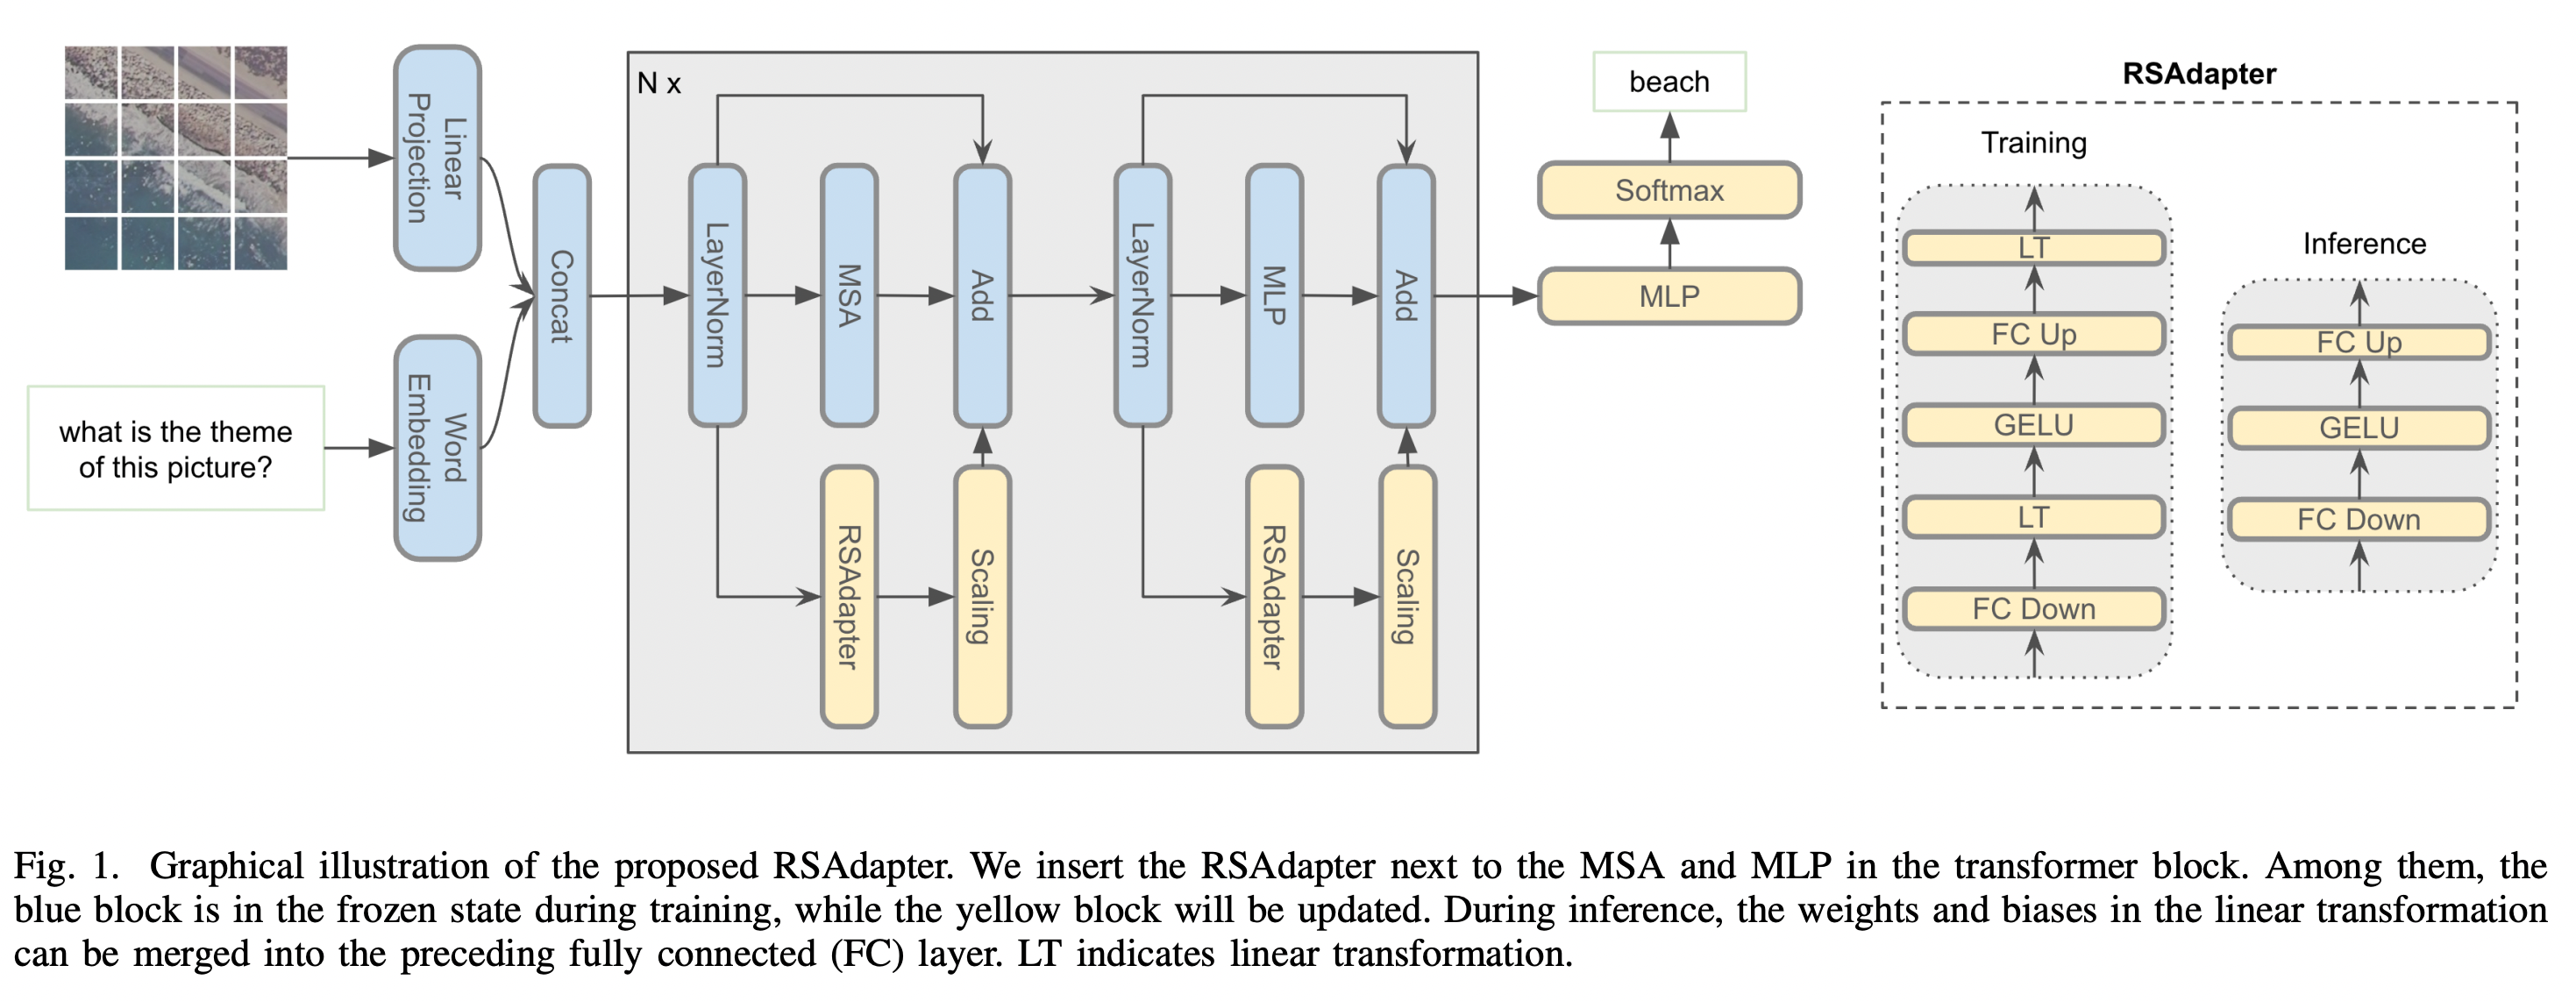 Linear
Projection
what is the theme
of this picture?
Word
Embedding
Concat
N x
LayerNorm
MSA
Add
RSAdapter
Scaling
LayerNorm
MLP
Add
RSAdapter
Scaling
beach
Softmax
MLP
RSAdapter
Training
LT
FC Up
GELU
LT
FC Down
Inference
FC Up
GELU
FC Down
Fig. 1. Graphical illustration of the proposed RSAdapter. We insert the RSAdapter next to the MSA and MLP in the transformer block. Among them, the
blue block is in the frozen state during training, while the yellow block will be updated. During inference, the weights and biases in the linear transformation
can be merged into the preceding fully connected (FC) layer. LT indicates linear transformation.